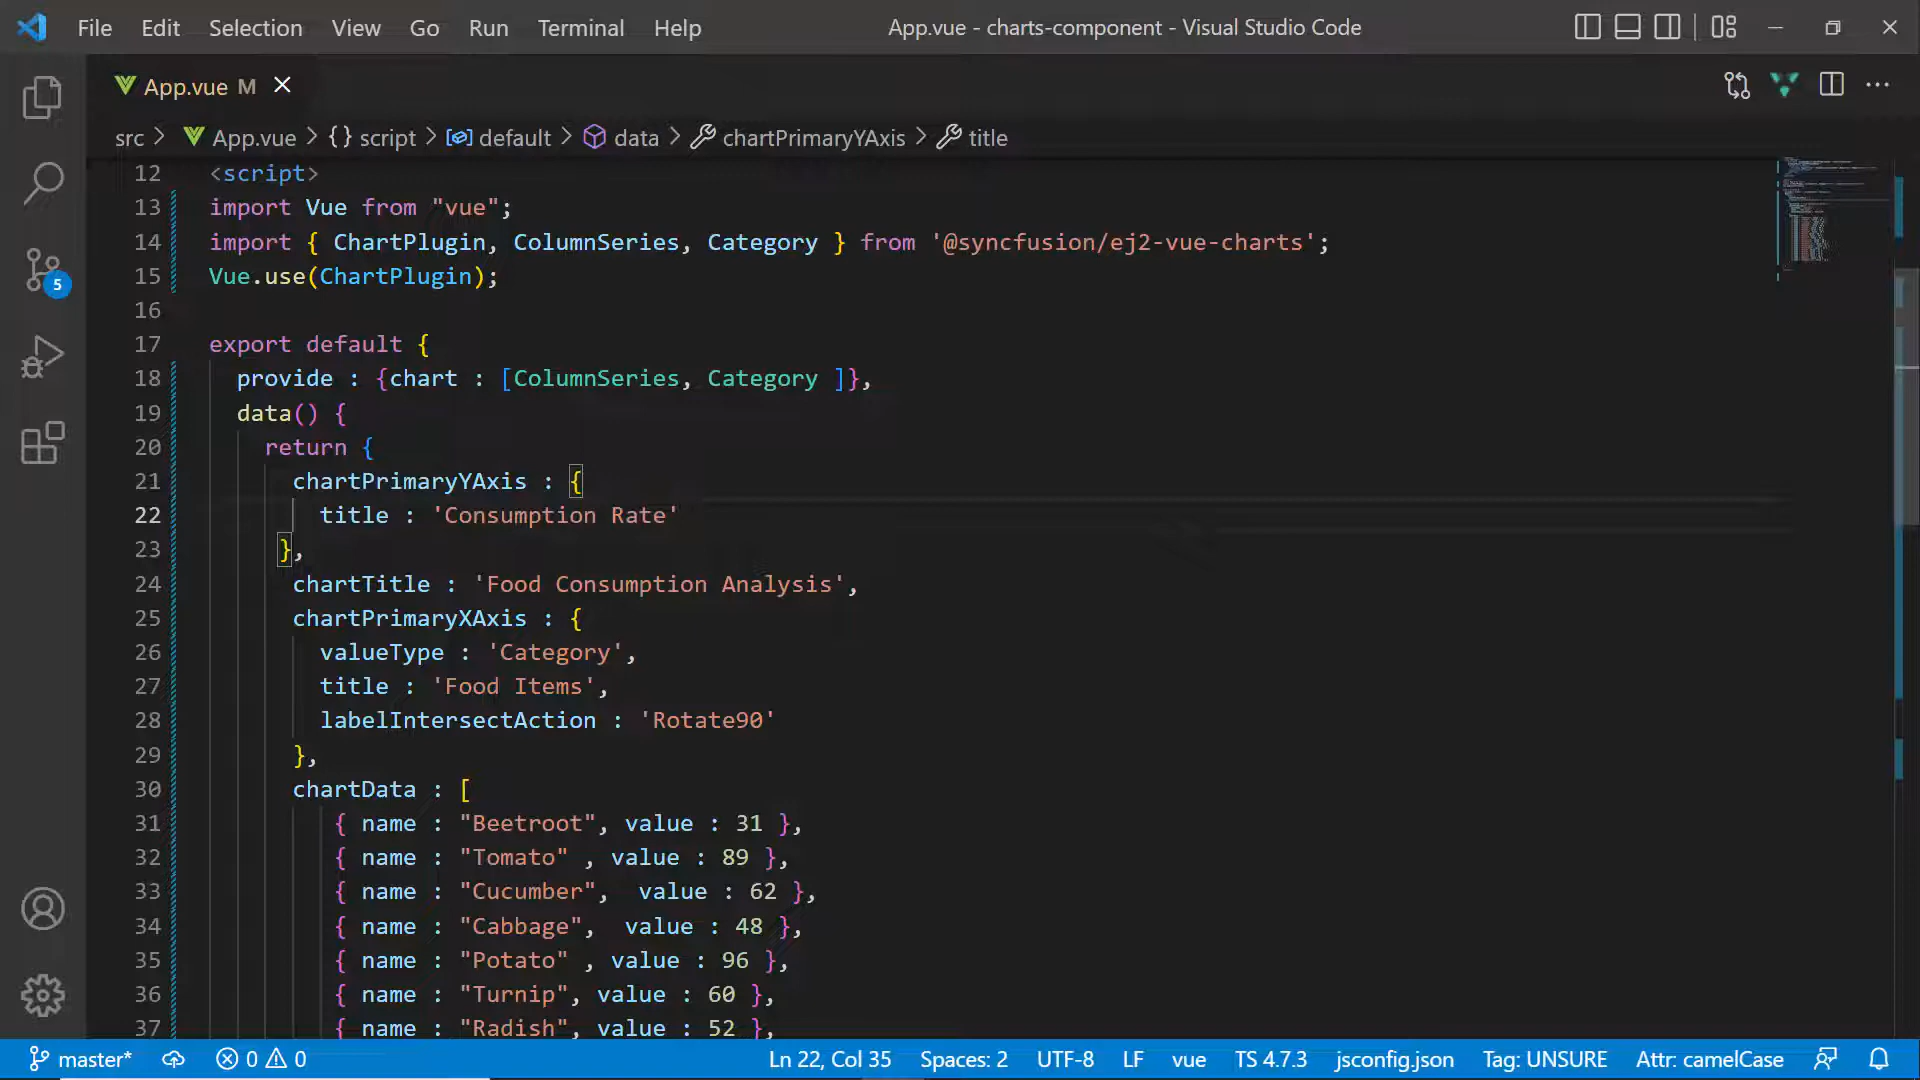 File Edit Selection View Go Run Terminal Help App.vue - charts-component - Visual Studio Code
App.vue M
src > App.vue > {} script > default > data > chartPrimaryYAxis > title
12 <script>
13 import Vue from "vue";
14 import { ChartPlugin, ColumnSeries, Category } from '@syncfusion/ej2-vue-charts';
15 Vue.use(ChartPlugin);
16
17 export default {
18 provide : {chart : [ColumnSeries, Category ]},
19 data() {
20 return {
21 chartPrimaryYAxis : {
22 title : 'Consumption Rate'
23 },
24 chartTitle : 'Food Consumption Analysis',
25 chartPrimaryXAxis : {
26 valueType : 'Category',
27 title : 'Food Items',
28 labelIntersectAction : 'Rotate90'
29 },
30 chartData : [
31 { name : "Beetroot", value : 31 },
32 { name : "Tomato" , value : 89 },
33 { name : "Cucumber",  value : 62 },
34 { name : "Cabbage",  value : 48 },
35 { name : "Potato" , value : 96 },
36 { name : "Turnip", value : 60 },
37 { name : "Radish", value : 52 },
5
master* 0 0 Ln 22, Col 35 Spaces: 2 UTF-8 LF vue TS 4.7.3 jsconfig.json Tag: UNSURE Attr: camelCase